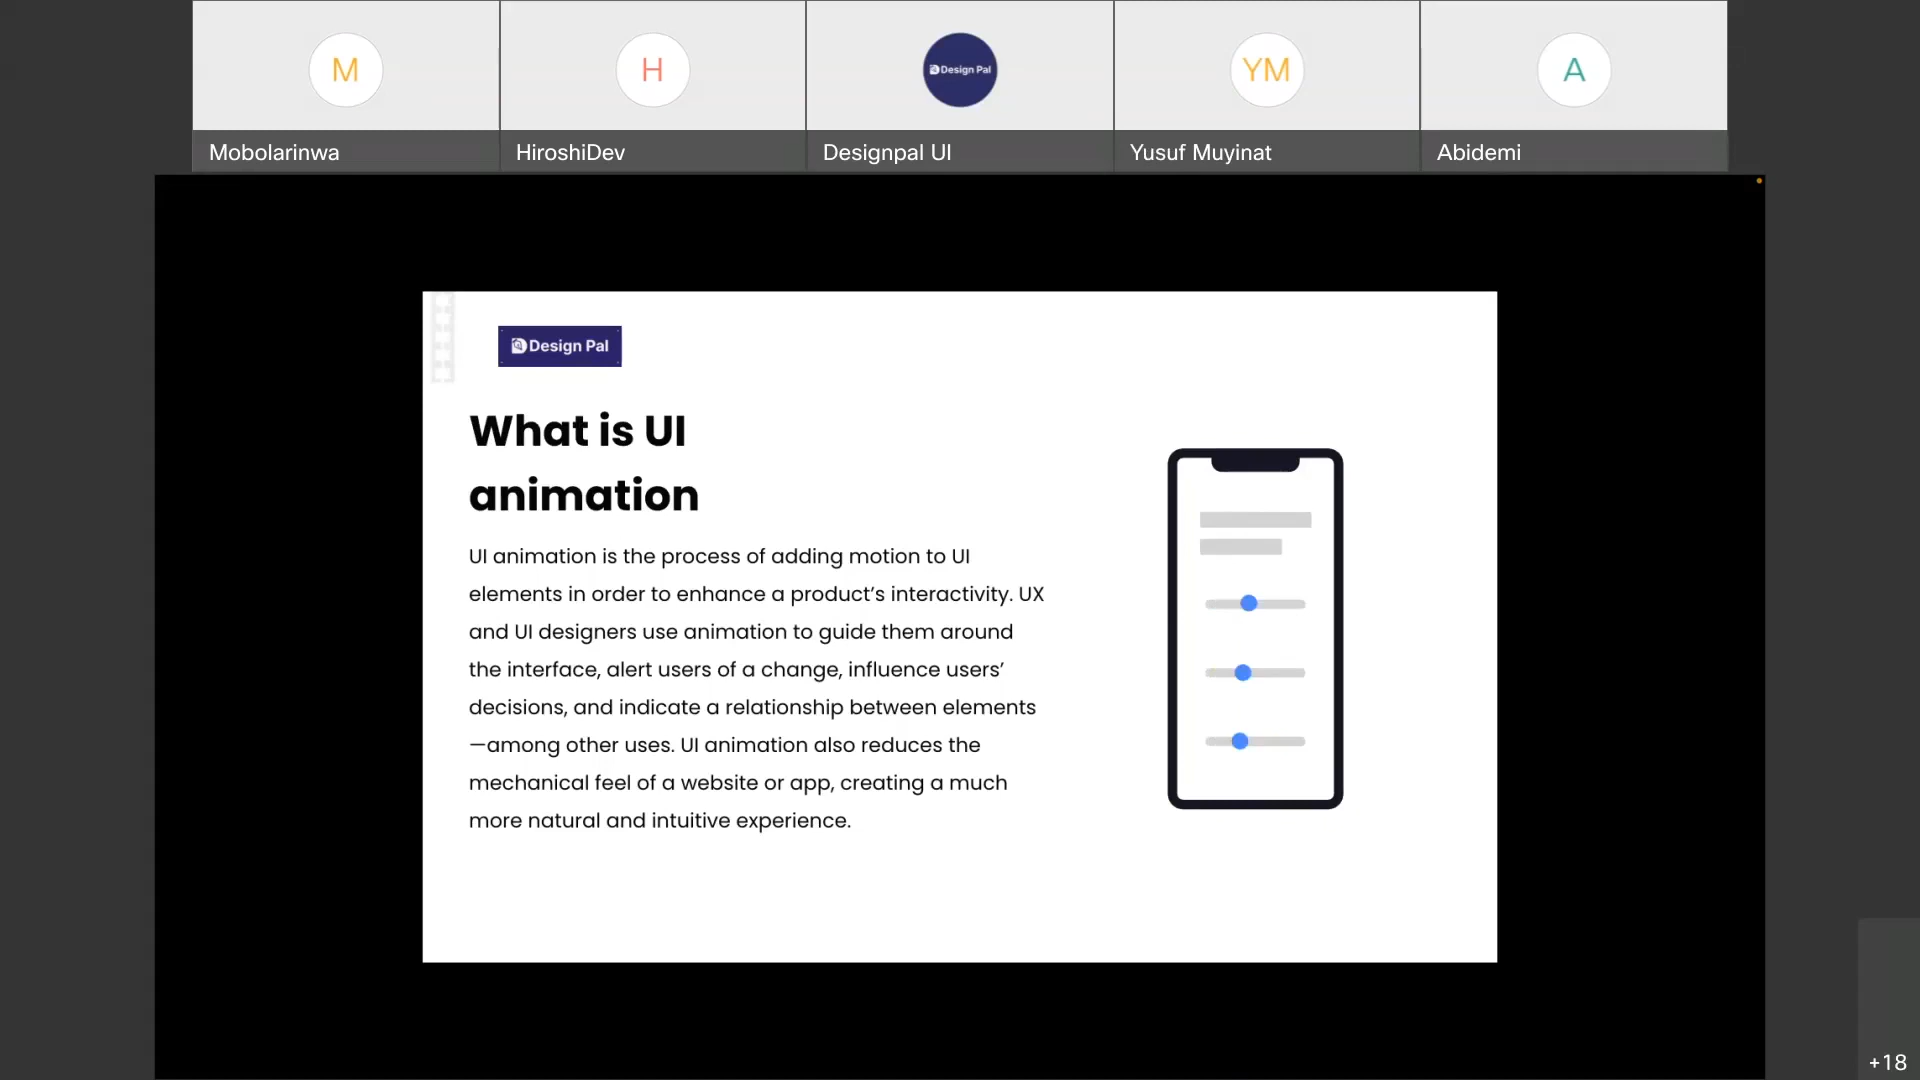 M
H
Design Pal
YM
A
Mobolarinwa
HiroshiDev
Designpal UI
Yusuf Muyinat
Abidemi
Design Pal
What is UI
animation
UI animation is the process of adding motion to UI
elements in order to enhance a product’s interactivity. UX
and UI designers use animation to guide them around
the interface, alert users of a change, influence users’
decisions, and indicate a relationship between elements
—among other uses. UI animation also reduces the
mechanical feel of a website or app, creating a much
more natural and intuitive experience.
+18